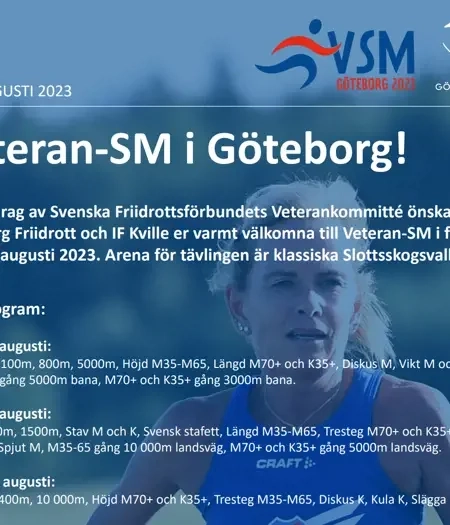 VSM
GÖTEBORG 2023
GÖ
GUSTI 2023
teran-SM i Göteborg!
rag av Svenska Friidrottsförbundets Veterankommitté önska
rg Friidrott och IF Kville er varmt välkomna till Veteran-SM i f
augusti 2023. Arena för tävlingen är klassiska Slottsskogsvall
ogram:
augusti:
100m, 800m, 5000m, Höjd M35-M65, Längd M70+ och K35+, Diskus M, Vikt M oc
gång 5000m bana, M70+ och K35+ gång 3000m bana.
augusti:
0m, 1500m, Stav M och K, Svensk stafett, Längd M35-M65, Tresteg M70+ och K35+
Spjut M, M35-65 gång 10 000m landsväg, M70+ och K35+ gång 5000m landsväg.
augusti:
400m, 10 000m, Höjd M70+ och K35+, Tresteg M35-M65, Diskus K, Kula K, Slägga
CRAFT